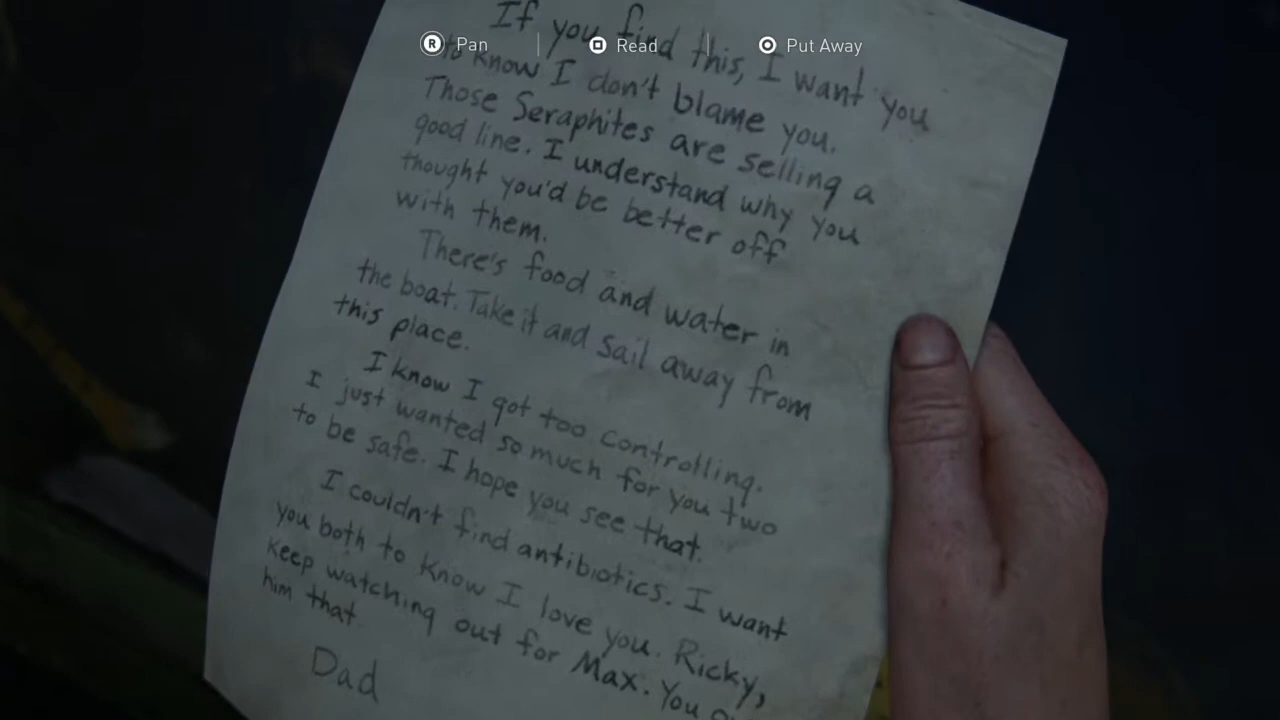 R Pan
Read
Put Away
If you find this, I want you
to know I don't blame you.
Those Seraphites are selling a
good line. I understand why you
thought you'd be better off
with them.
There's food and water in
the boat. Take it and sail away from
this place.
I know I got too controlling.
I just wanted so much for you two
to be safe. I hope you see that.
I couldn't find antibiotics. I want
you both to know I love you. Ricky,
keep watching out for Max. You
him that
Dad